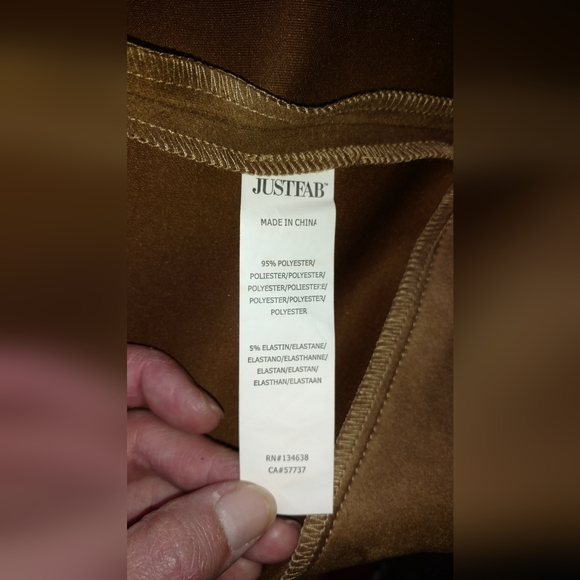 JUSTFAB™
MADE IN CHINA
95% POLYESTER/
POLIESTER/POLYESTER/
POLYESTER/POLIESTERE/
POLYESTER/POLYESTER/
POLYESTER
5% ELASTIN/ELASTANE/
ELASTANO/ELASTHANNE/
ELASTAN/ELASTAN/
ELASTHAN/ELASTAAN
RN#134638
CA#57737